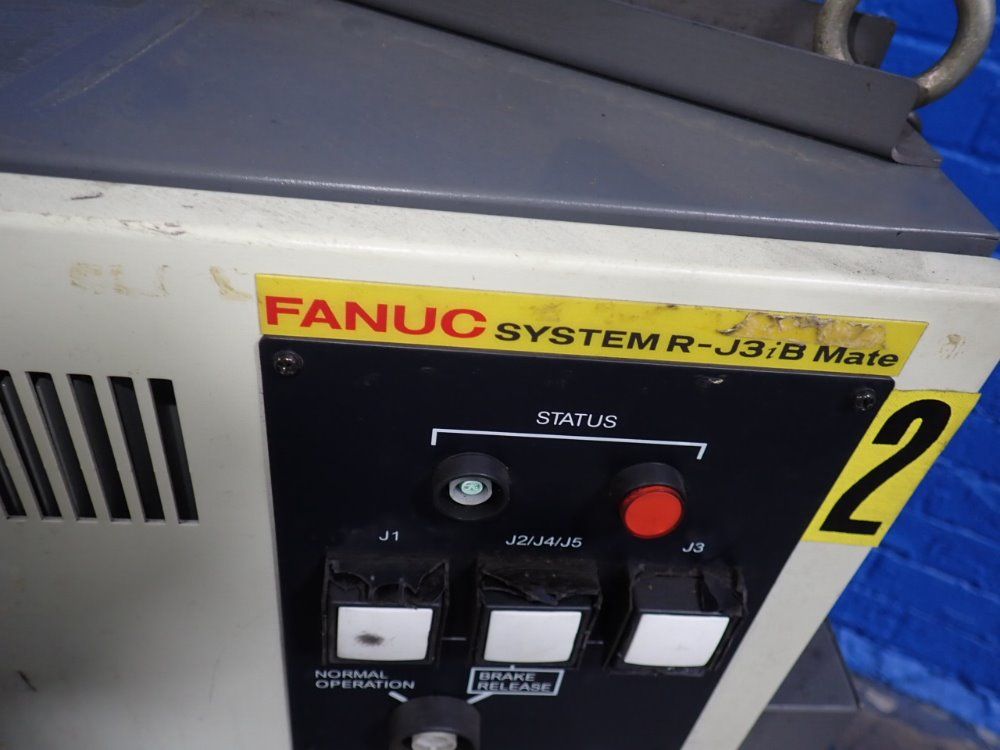 FANUC SYSTEM R-J3iB Mate
2
STATUS
J1 J2/J4/J5 J3
NORMAL
OPERATION
BRAKE
RELEASE